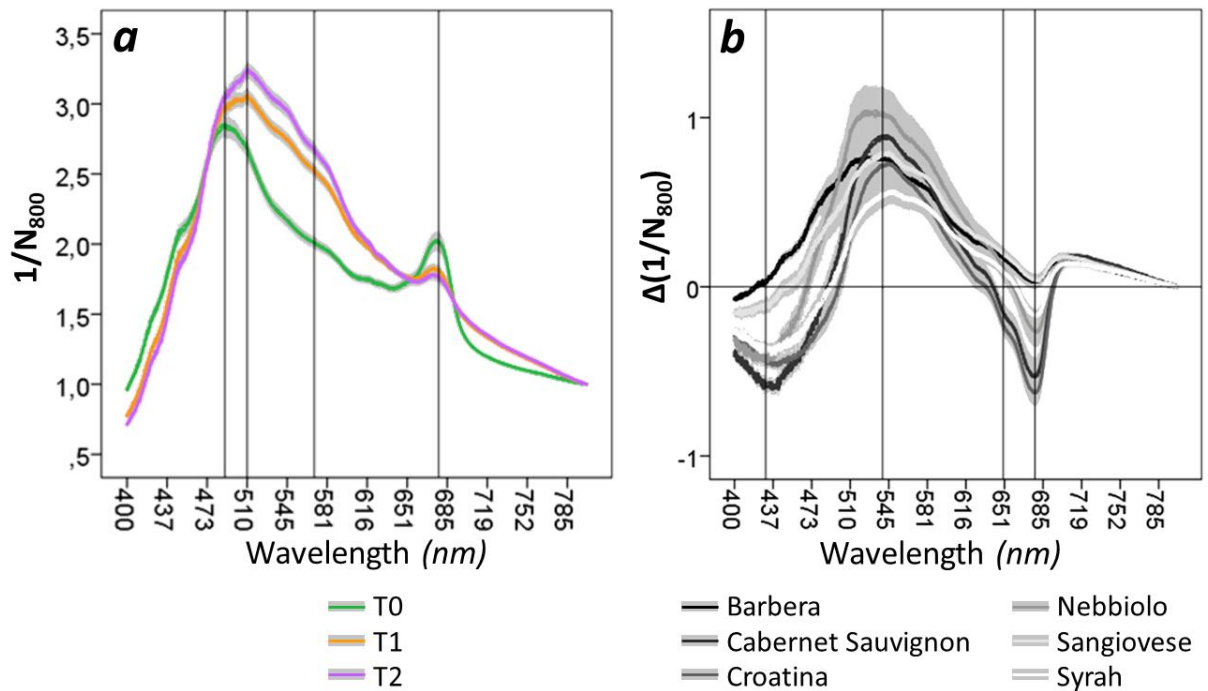 a
3,5
3,0
2,5
2,0
1,5
1,0
,5
1/N800
400 437 473 510 545 581 616 651 685 719 752 785
Wavelength (nm)
T0
T1
T2
b
1
0
-1
Δ(1/N800)
400 437 473 510 545 581 616 651 685 719 752 785
Wavelength (nm)
Barbera
Cabernet Sauvignon
Croatina
Nebbiolo
Sangiovese
Syrah